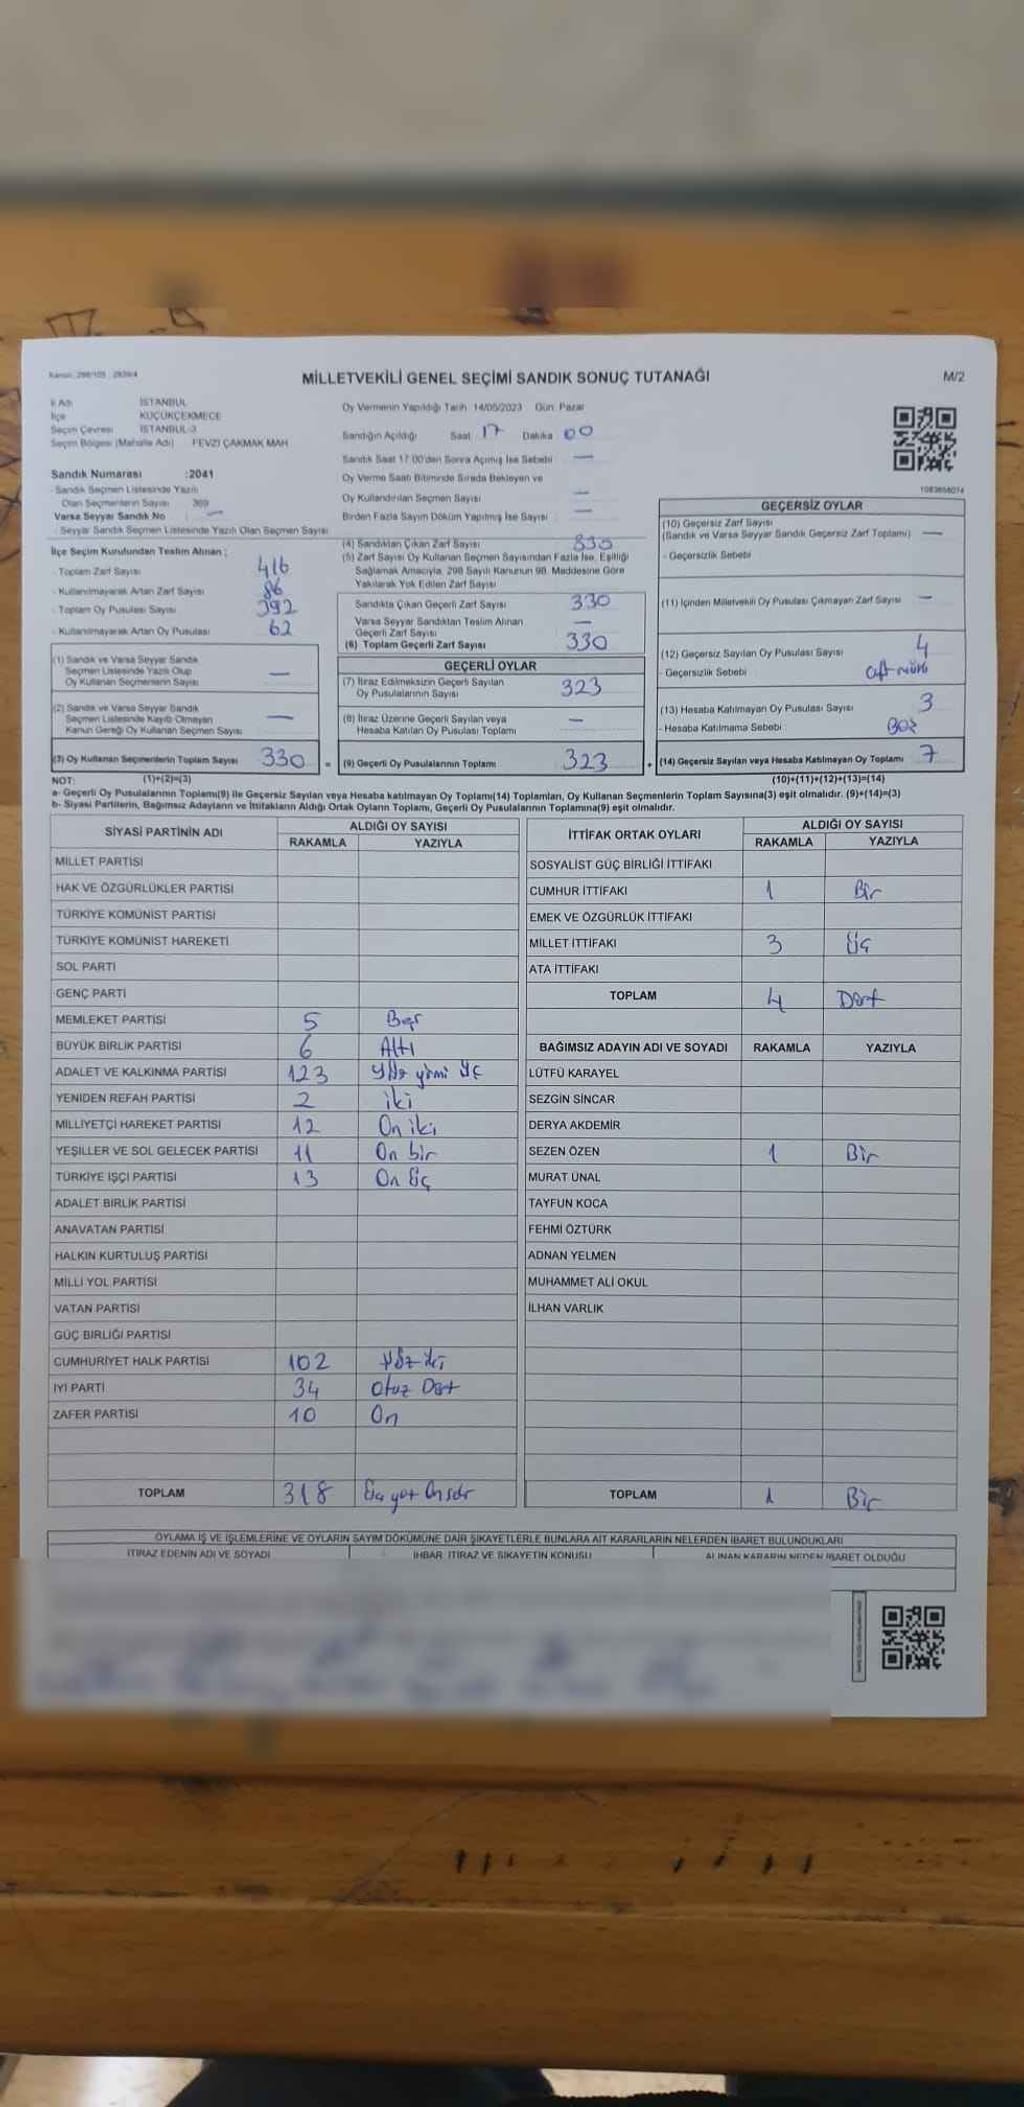 Kanun: 298/105 : 2839/4
MİLLETVEKİLİ GENEL SEÇİMİ SANDIK SONUÇ TUTANAĞI
M/2
İl Adı İSTANBUL
İlçe KÜÇÜKÇEKMECE
Seçim Çevresi İSTANBUL-3
Seçim Bölgesi (Mahalle Adı) FEVZİ ÇAKMAK MAH
Sandık Numarası :2041
- Sandık Seçmen Listesinde Yazılı
Olan Seçmenlerin Sayısı 369
Varsa Seyyar Sandık No : —
- Seyyar Sandık Seçmen Listesinde Yazılı Olan Seçmen Sayısı
Oy Vermenin Yapıldığı Tarih 14/05/2023 Gün: Pazar
Sandığın Açıldığı Saat 17 Dakika 00
Sandık Saat 17:00'den Sonra Açılmış İse Sebebi —
Oy Verme Saati Bitiminde Sırada Bekleyen ve
Oy Kullandırılan Seçmen Sayısı —
Birden Fazla Sayım Döküm Yapılmış İse Sayısı —
1083656014
İlçe Seçim Kurulundan Teslim Alınan ;
- Toplam Zarf Sayısı 416
- Kullanılmayarak Artan Zarf Sayısı 86
- Toplam Oy Pusulası Sayısı 392
- Kullanılmayarak Artan Oy Pusulası 62
(1) Sandık ve Varsa Seyyar Sandık
Seçmen Listesinde Yazılı Olup
Oy Kullanan Seçmenlerin Sayısı —
(2) Sandık ve Varsa Seyyar Sandık
Seçmen Listesinde Kayıtlı Olmayan
Kanun Gereği Oy Kullanan Seçmen Sayısı —
(3) Oy Kullanan Seçmenlerin Toplam Sayısı 330 =
(4) Sandıktan Çıkan Zarf Sayısı 330
(5) Zarf Sayısı Oy Kullanan Seçmen Sayısından Fazla İse, Eşitliği
Sağlamak Amacıyla, 298 Sayılı Kanunun 98. Maddesine Göre
Yakılarak Yok Edilen Zarf Sayısı
Sandıkta Çıkan Geçerli Zarf Sayısı 330
Varsa Seyyar Sandıktan Teslim Alınan
Geçerli Zarf Sayısı —
(6) Toplam Geçerli Zarf Sayısı 330
GEÇERLİ OYLAR
(7) İtiraz Edilmeksizin Geçerli Sayılan
Oy Pusulalarının Sayısı 323
(8) İtiraz Üzerine Geçerli Sayılan veya
Hesaba Katılan Oy Pusulası Toplamı —
(9) Geçerli Oy Pusulalarının Toplamı 323 +
GEÇERSİZ OYLAR
(10) Geçersiz Zarf Sayısı
(Sandık ve Varsa Seyyar Sandık Geçersiz Zarf Toplamı) —
- Geçersizlik Sebebi
(11) İçinden Milletvekili Oy Pusulası Çıkmayan Zarf Sayısı —
(12) Geçersiz Sayılan Oy Pusulası Sayısı 4
- Geçersizlik Sebebi çift mühür
(13) Hesaba Katılmayan Oy Pusulası Sayısı 3
- Hesaba Katılmama Sebebi : Boş
(14) Geçersiz Sayılan veya Hesaba Katılmayan Oy Toplamı 7
NOT: (1)+(2)=(3) (10)+(11)+(12)+(13)=(14)
a- Geçerli Oy Pusulalarının Toplamı(9) ile Geçersiz Sayılan veya Hesaba katılmayan Oy Toplamı(14) Toplamları, Oy Kullanan Seçmenlerin Toplam Sayısına(3) eşit olmalıdır. (9)+(14)=(3)
b- Siyasi Partilerin, Bağımsız Adayların ve İttifakların Aldığı Ortak Oyların Toplamı, Geçerli Oy Pusulalarının Toplamına(9) eşit olmalıdır.
SİYASİ PARTİNİN ADI ALDIĞI OY SAYISI
RAKAMLA YAZIYLA
MİLLET PARTİSİ
HAK VE ÖZGÜRLÜKLER PARTİSİ
TÜRKİYE KOMÜNİST PARTİSİ
TÜRKİYE KOMÜNİST HAREKETİ
SOL PARTİ
GENÇ PARTİ
MEMLEKET PARTİSİ 5 Beş
BÜYÜK BİRLİK PARTİSİ 6 Altı
ADALET VE KALKINMA PARTİSİ 123 Yüz yirmi üç
YENİDEN REFAH PARTİSİ 2 iki
MİLLİYETÇİ HAREKET PARTİSİ 12 On iki
YEŞİLLER VE SOL GELECEK PARTİSİ 11 On bir
TÜRKİYE İŞÇİ PARTİSİ 13 On üç
ADALET BİRLİK PARTİSİ
ANAVATAN PARTİSİ
HALKIN KURTULUŞ PARTİSİ
MİLLİ YOL PARTİSİ
VATAN PARTİSİ
GÜÇ BİRLİĞİ PARTİSİ
CUMHURİYET HALK PARTİSİ 102 Yüz iki
İYİ PARTİ 34 Otuz Dört
ZAFER PARTİSİ 10 On
TOPLAM 318 Üç yüz Onsekiz
İTTİFAK ORTAK OYLARI ALDIĞI OY SAYISI
RAKAMLA YAZIYLA
SOSYALİST GÜÇ BİRLİĞİ İTTİFAKI
CUMHUR İTTİFAKI 1 Bir
EMEK VE ÖZGÜRLÜK İTTİFAKI
MİLLET İTTİFAKI 3 Üç
ATA İTTİFAKI
TOPLAM 4 Dört
BAĞIMSIZ ADAYIN ADI VE SOYADI RAKAMLA YAZIYLA
LÜTFÜ KARAYEL
SEZGİN SİNCAR
DERYA AKDEMİR
SEZEN ÖZEN 1 Bir
MURAT ÜNAL
TAYFUN KOCA
FEHMİ ÖZTÜRK
ADNAN YELMEN
MUHAMMET ALİ OKUL
İLHAN VARLIK
TOPLAM 1 Bir
OYLAMA İŞ VE İŞLEMLERİNE VE OYLARIN SAYIM DÖKÜMÜNE DAİR ŞİKAYETLERLE BUNLARA AİT KARARLARIN NELERDEN İBARET BULUNDUKLARI
İTİRAZ EDENİN ADI VE SOYADI İHBAR İTİRAZ VE ŞİKAYETİN KONUSU ALINAN KARARIN NEDEN İBARET OLDUĞU